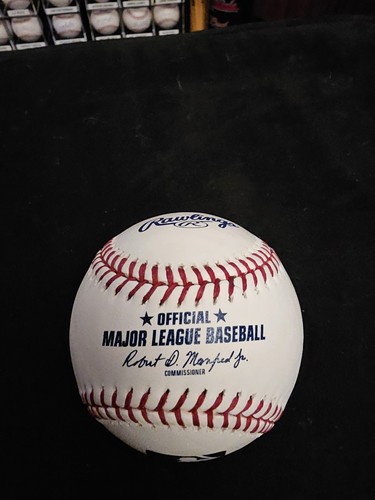 Rawlings
R
★ OFFICIAL ★
MAJOR LEAGUE BASEBALL
Robert D. Manfred Jr.
COMMISSIONER